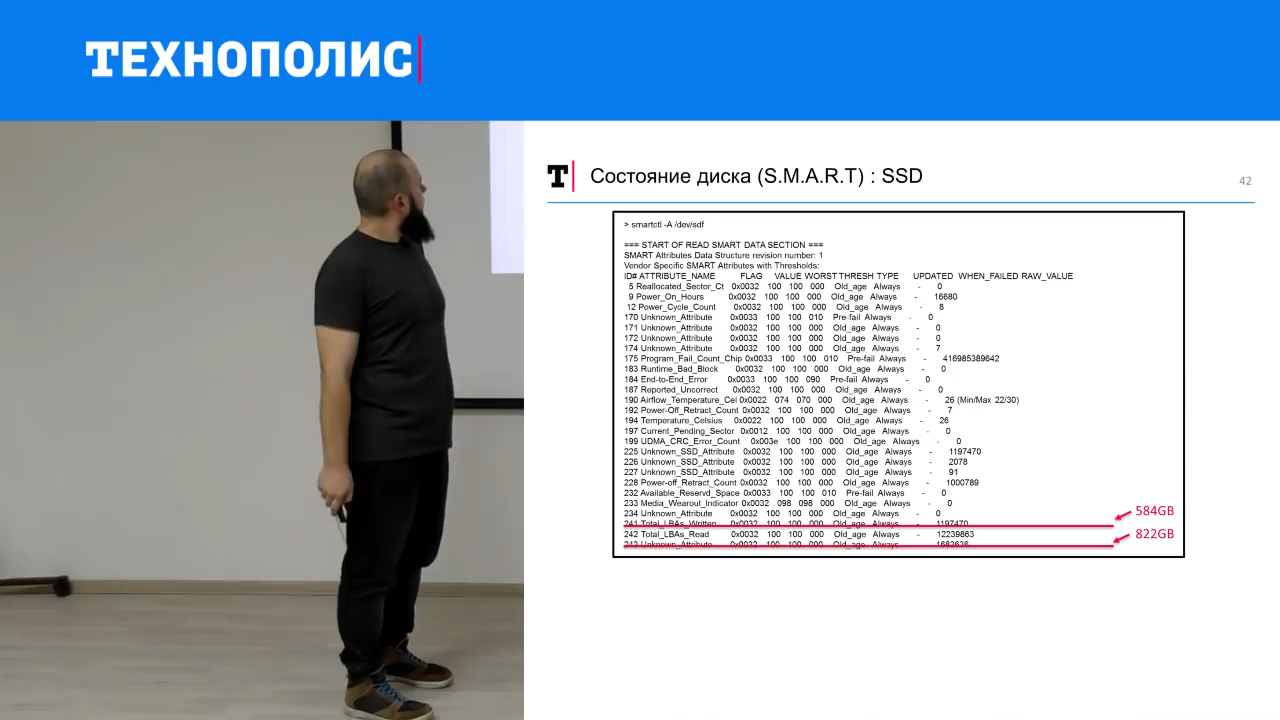 ТЕХНОПОЛИС
T Состояние диска (S.M.A.R.T) : SSD
42
> smartctl -A /dev/sdf
=== START OF READ SMART DATA SECTION ===
SMART Attributes Data Structure revision number: 1
Vendor Specific SMART Attributes with Thresholds:
ID# ATTRIBUTE_NAME FLAG VALUE WORST THRESH TYPE UPDATED WHEN_FAILED RAW_VALUE
5 Reallocated_Sector_Ct 0x0032 100 100 000 Old_age Always - 0
9 Power_On_Hours 0x0032 100 100 000 Old_age Always - 16680
12 Power_Cycle_Count 0x0032 100 100 000 Old_age Always - 8
170 Unknown_Attribute 0x0033 100 100 010 Pre-fail Always - 0
171 Unknown_Attribute 0x0032 100 100 000 Old_age Always - 0
172 Unknown_Attribute 0x0032 100 100 000 Old_age Always - 0
174 Unknown_Attribute 0x0032 100 100 000 Old_age Always - 7
175 Program_Fail_Count_Chip 0x0033 100 100 010 Pre-fail Always - 416985389642
183 Runtime_Bad_Block 0x0032 100 100 000 Old_age Always - 0
184 End-to-End_Error 0x0033 100 100 090 Pre-fail Always - 0
187 Reported_Uncorrect 0x0032 100 100 000 Old_age Always - 0
190 Airflow_Temperature_Cel 0x0022 074 070 000 Old_age Always - 26 (Min/Max 22/30)
192 Power-Off_Retract_Count 0x0032 100 100 000 Old_age Always - 7
194 Temperature_Celsius 0x0022 100 100 000 Old_age Always - 26
197 Current_Pending_Sector 0x0012 100 100 000 Old_age Always - 0
199 UDMA_CRC_Error_Count 0x003e 100 100 000 Old_age Always - 0
225 Unknown_SSD_Attribute 0x0032 100 100 000 Old_age Always - 1197470
226 Unknown_SSD_Attribute 0x0032 100 100 000 Old_age Always - 2078
227 Unknown_SSD_Attribute 0x0032 100 100 000 Old_age Always - 91
228 Power-off_Retract_Count 0x0032 100 100 000 Old_age Always - 1000789
232 Available_Reservd_Space 0x0033 100 100 010 Pre-fail Always - 0
233 Media_Wearout_Indicator 0x0032 098 098 000 Old_age Always - 0
234 Unknown_Attribute 0x0032 100 100 000 Old_age Always - 0
584GB
241 Total_LBAs_Written 0x0032 100 100 000 Old_age Always - 1197470
242 Total_LBAs_Read 0x0032 100 100 000 Old_age Always - 12239863
822GB
243 Unknown_Attribute 0x0032 100 100 000 Old_age Always -